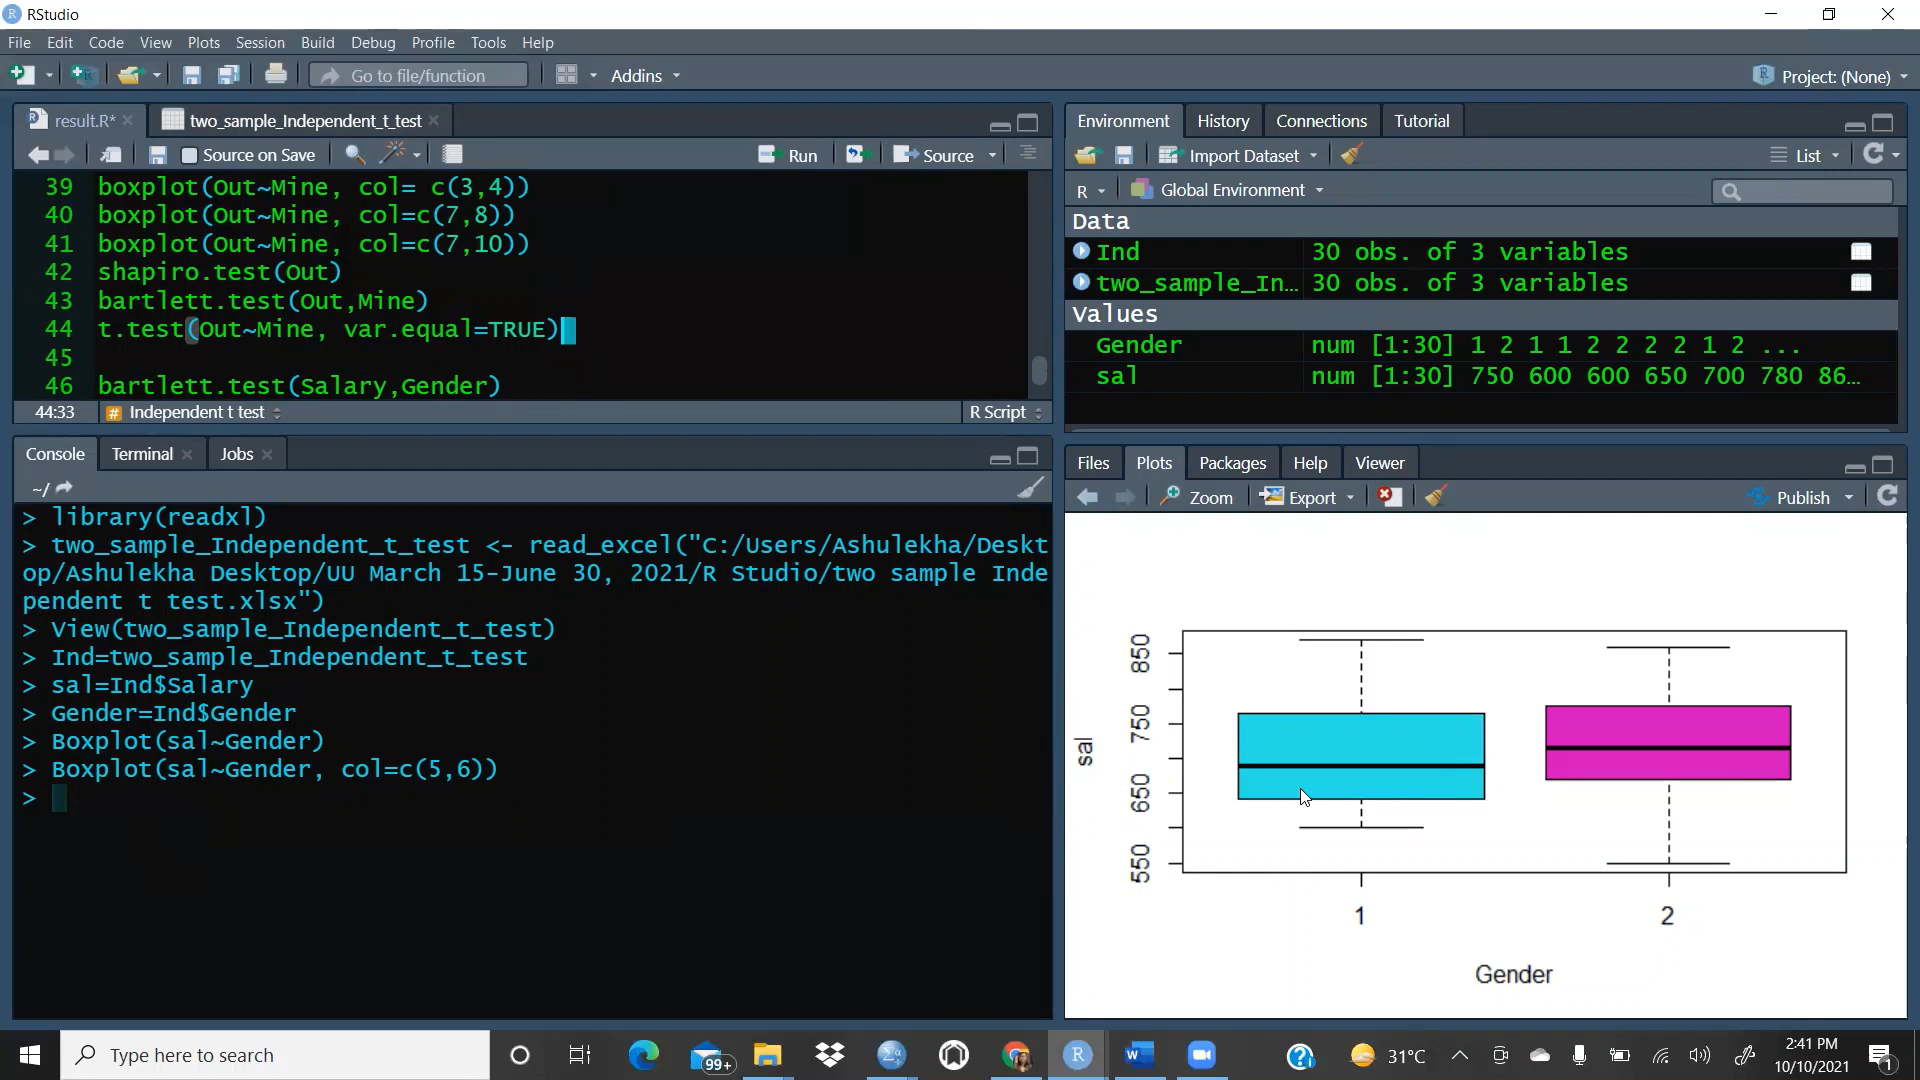 RStudio
File Edit Code View Plots Session Build Debug Profile Tools Help
Go to file/function Addins Project: (None)
result.R* two_sample_Independent_t_test
Source on Save Run Source
39 boxplot(Out~Mine, col= c(3,4))
40 boxplot(Out~Mine, col=c(7,8))
41 boxplot(Out~Mine, col=c(7,10))
42 shapiro.test(Out)
43 bartlett.test(Out,Mine)
44 t.test(Out~Mine, var.equal=TRUE)
45
46 bartlett.test(Salary,Gender)
44:33 # Independent t test R Script
Console Terminal Jobs
~/
> library(readxl)
> two_sample_Independent_t_test <- read_excel("C:/Users/Ashulekha/Deskt
op/Ashulekha Desktop/UU March 15-June 30, 2021/R Studio/two sample Inde
pendent t test.xlsx")
> View(two_sample_Independent_t_test)
> Ind=two_sample_Independent_t_test
> sal=Ind$Salary
> Gender=Ind$Gender
> Boxplot(sal~Gender)
> Boxplot(sal~Gender, col=c(5,6))
>
Environment History Connections Tutorial
Import Dataset List
R Global Environment
Data
Ind 30 obs. of 3 variables
two_sample_In... 30 obs. of 3 variables
Values
Gender num [1:30] 1 2 1 1 2 2 2 2 1 2 ...
sal num [1:30] 750 600 600 650 700 780 86...
Files Plots Packages Help Viewer
Zoom Export Publish
850
750
650
550
sal
1 2
Gender
Type here to search 99+ 31°C 2:41 PM
10/10/2021 1